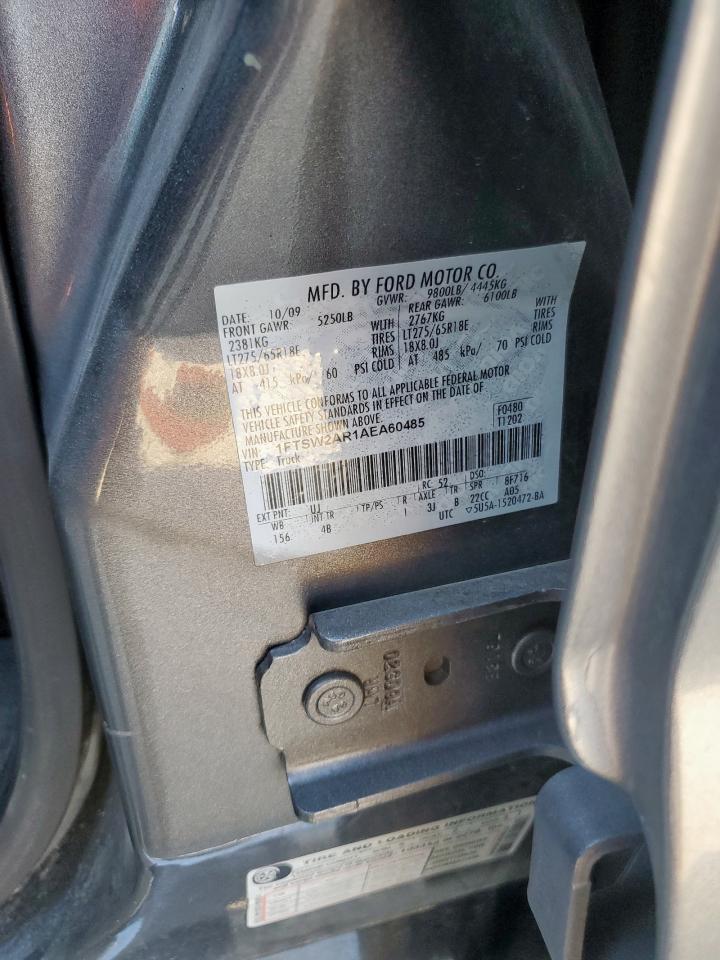 MFD. BY FORD MOTOR CO.
DATE: 10/09 GVWR: 9800LB/ 4445KG
FRONT GAWR: 5250LB REAR GAWR: 6100LB
2381KG WITH 2767KG WITH
LT275/65R18E TIRES LT275/65R18E TIRES
18X8.0J RIMS 18X8.0J RIMS
AT 415 kPa/ 60 PSI COLD AT 485 kPa/ 70 PSI COLD
THIS VEHICLE CONFORMS TO ALL APPLICABLE FEDERAL MOTOR
VEHICLE SAFETY STANDARDS IN EFFECT ON THE DATE OF
MANUFACTURE SHOWN ABOVE.
VIN: 1FTSW2AR1AEA60485 F0480
TYPE: Truck T1202
EXT PNT: UJ RC: 52 DSO:
WB INT TR TP/PS R AXLE TR SPR 8F716
156 4B I 3J B 22CC A05
UTC ▽5U5A-1520472-BA
TIRE AND LOADING INFORMATION